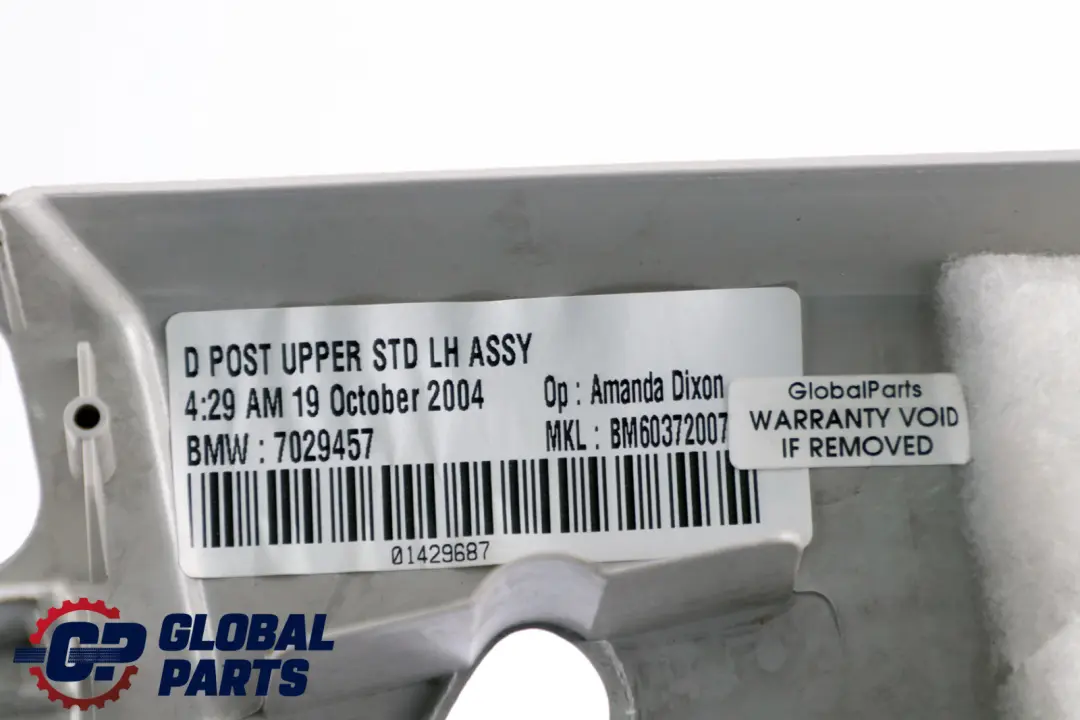 D POST UPPER STD LH ASSY
4:29 AM 19 October 2004 Op : Amanda Dixon
BMW : 7029457 MKL : BM60372007
01429687
GlobalParts
WARRANTY VOID
IF REMOVED
GP GLOBAL
PARTS